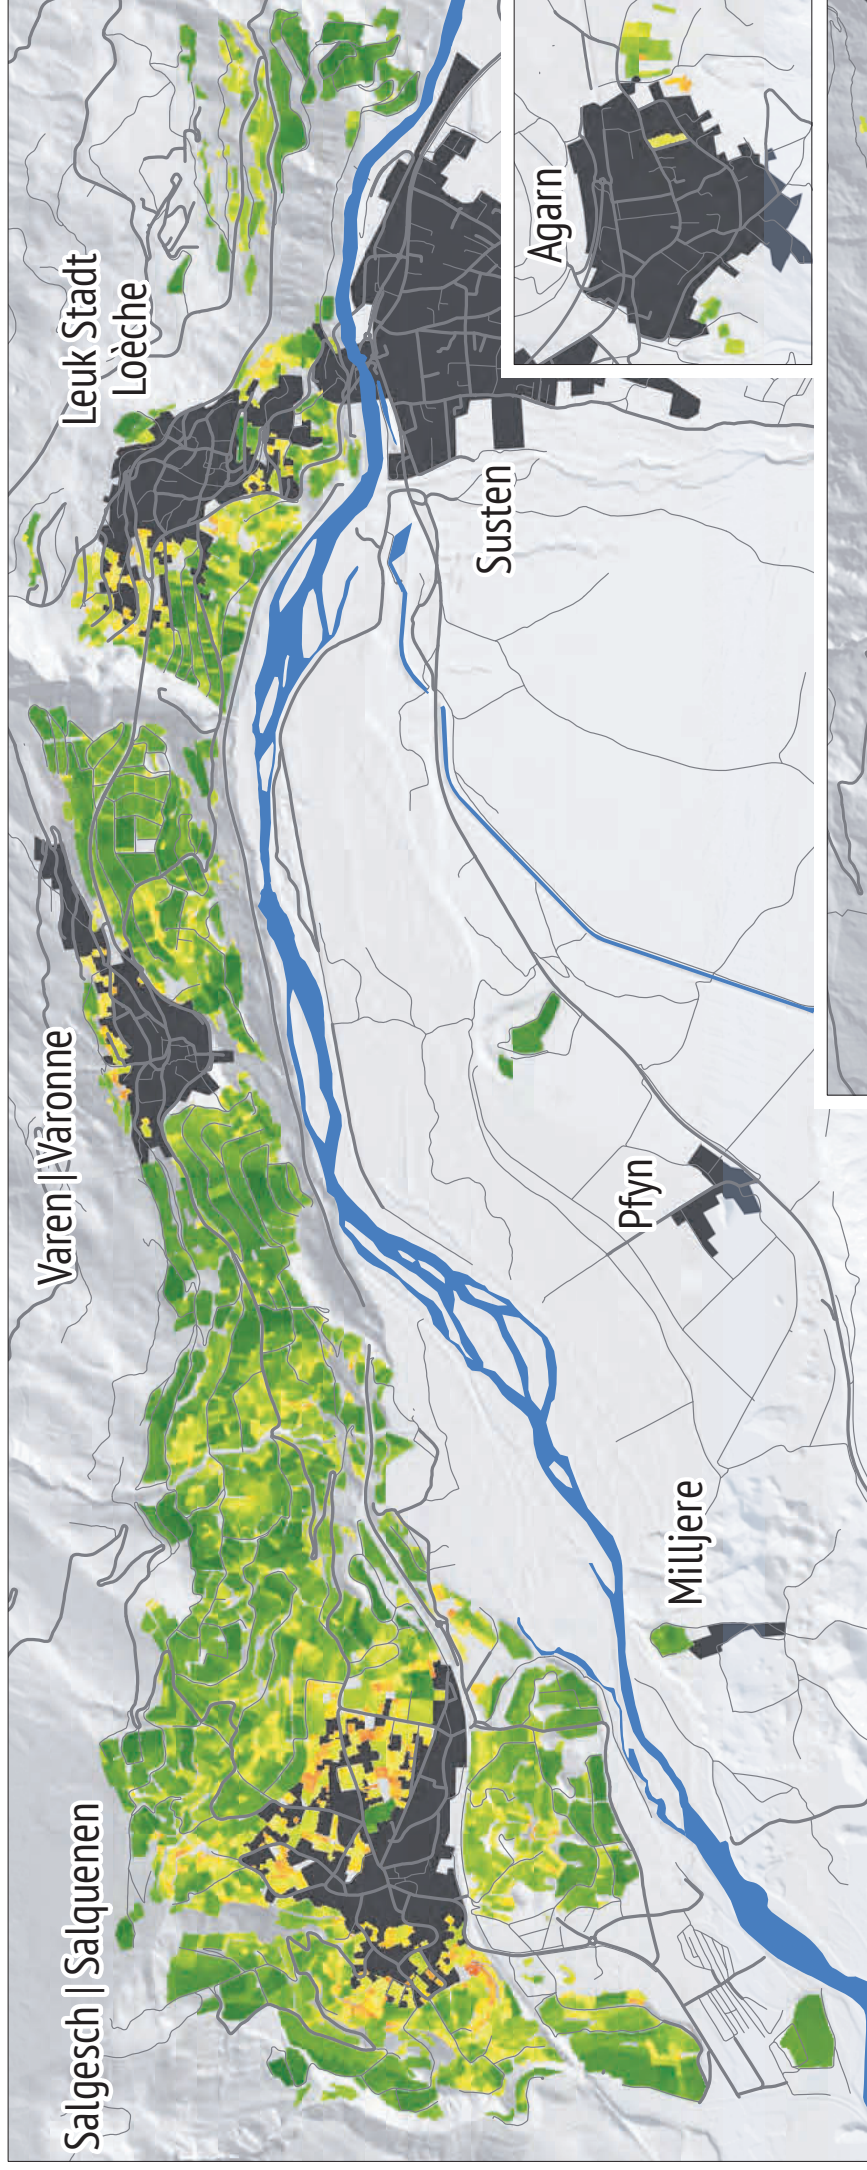 Salgesch | Salquenen
Varen | Varonne
Leuk Stadt
Loèche
Milljere
Pfyn
Susten
Agarn